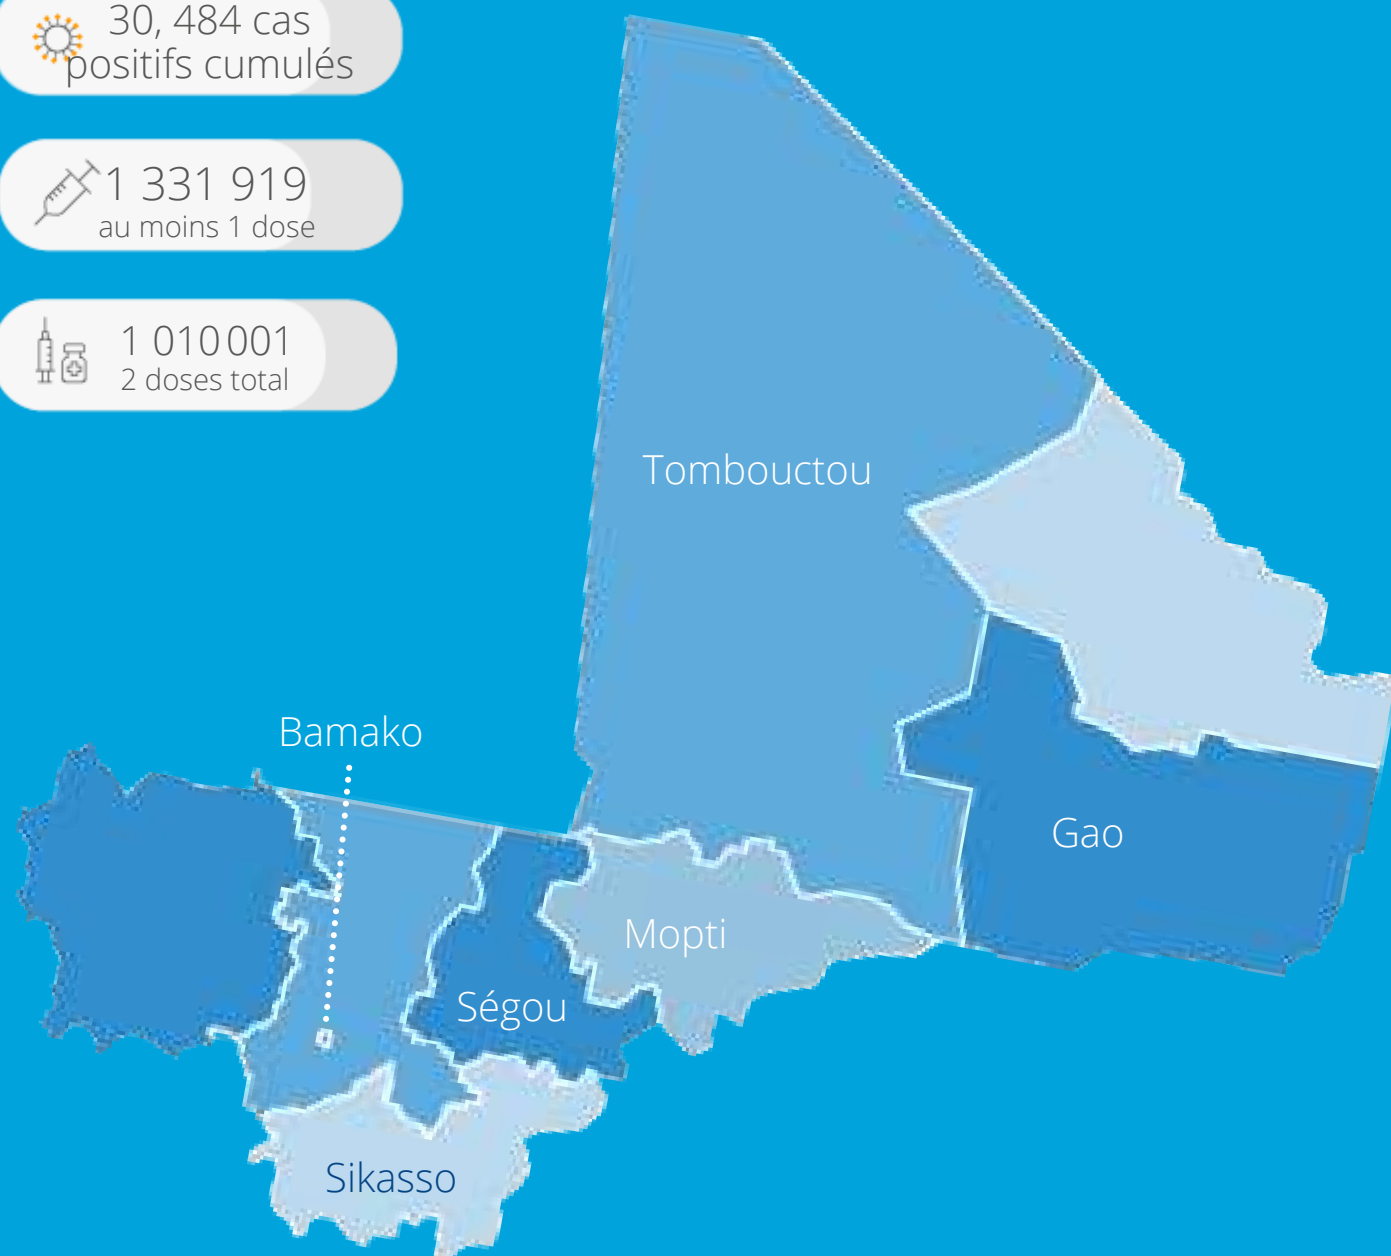 30, 484 cas
positifs cumulés
1 331 919
au moins 1 dose
1 010 001
2 doses total
Tombouctou
Bamako
Gao
Mopti
Ségou
Sikasso